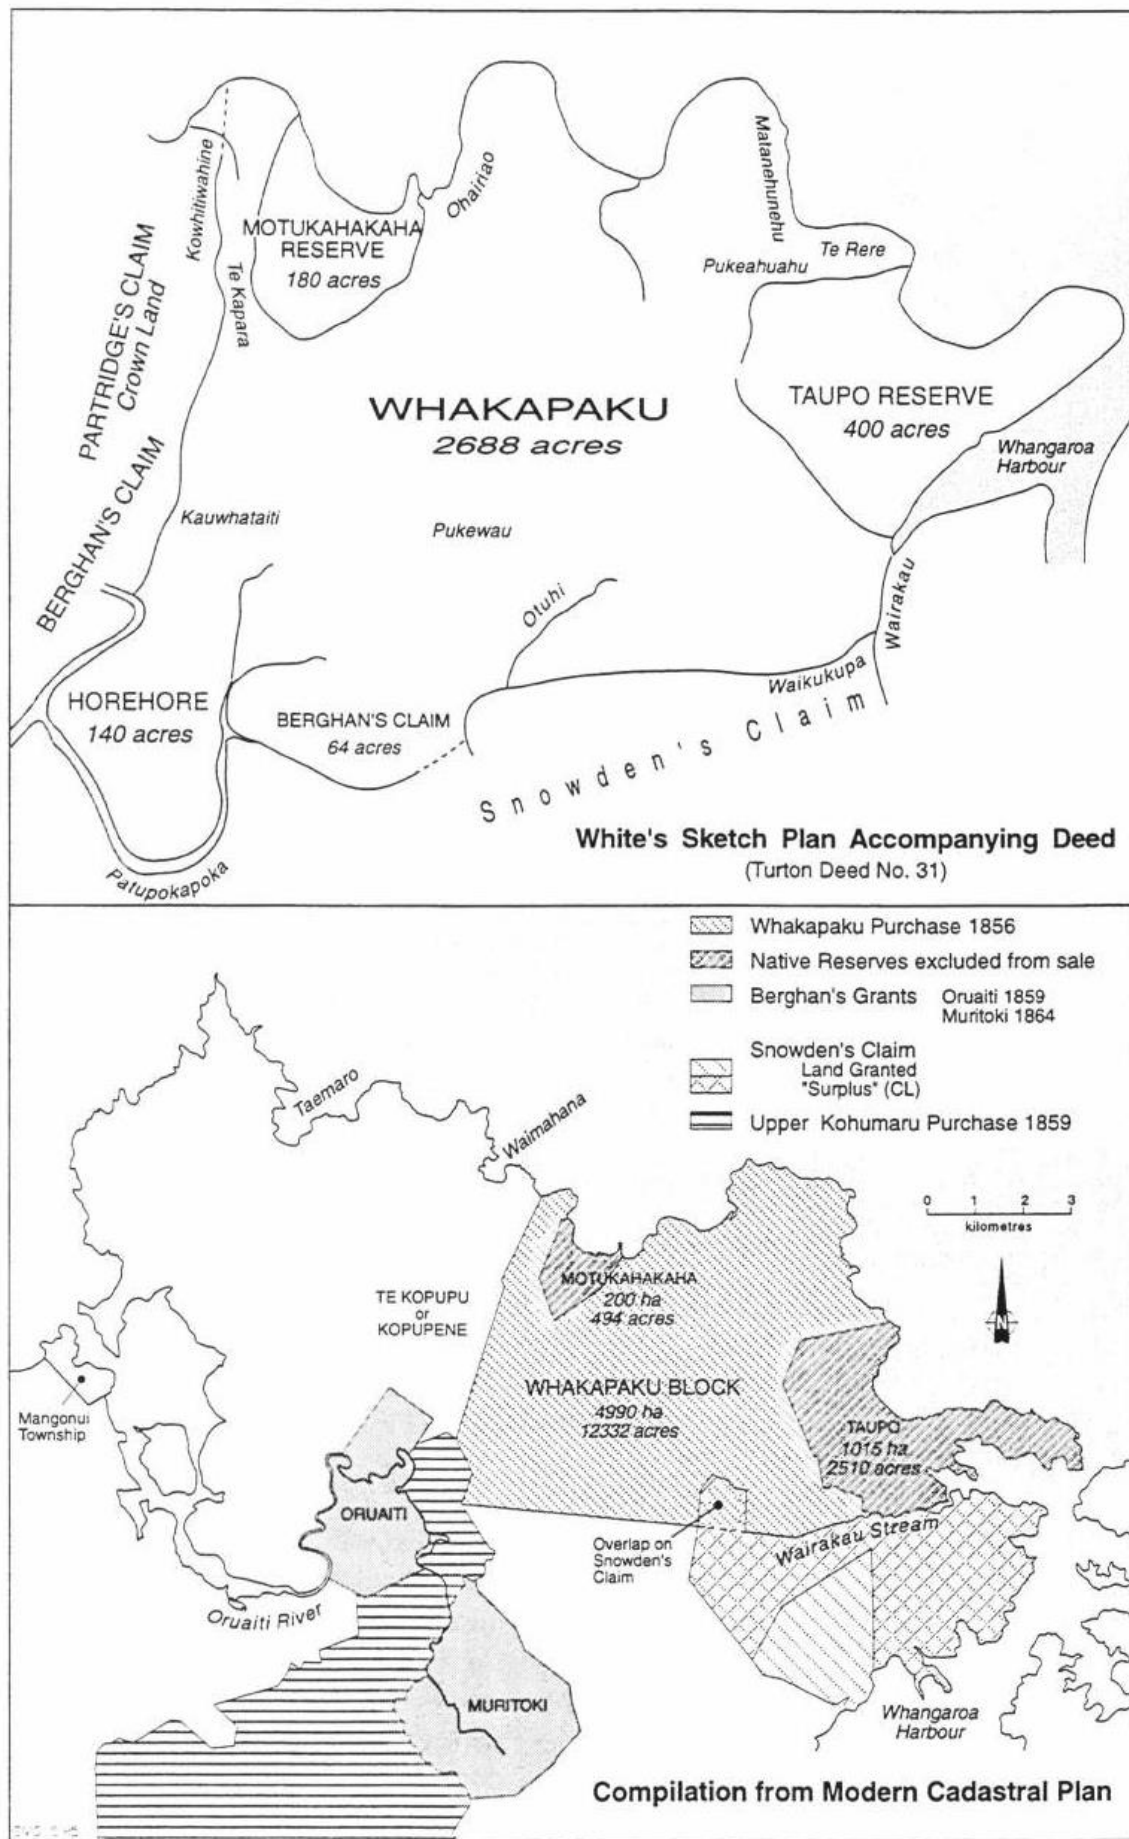 Kowhitiwahine
Te Kapara
MOTUKAHAKAHA
RESERVE
180 acres
Ohairiao
Matanehunehu
Te Rere
Pukeahuahu
PARTRIDGE'S CLAIM
Crown Land
BERGHAN'S CLAIM
WHAKAPAKU
2688 acres
TAUPO RESERVE
400 acres
Whangaroa
Harbour
Kauwhataiti
Pukewau
Otuhi
Wairakau
Waikukupa
HOREHORE
140 acres
BERGHAN'S CLAIM
64 acres
Snowden's Claim
Patupokapoka
White's Sketch Plan Accompanying Deed
(Turton Deed No. 31)
Whakapaku Purchase 1856
Native Reserves excluded from sale
Berghan's Grants Oruaiti 1859
Muritoki 1864
Snowden's Claim
Land Granted
"Surplus" (CL)
Upper Kohumaru Purchase 1859
Taemaro
Waimahana
0 1 2 3
kilometres
N
MOTUKAHAKAHA
200 ha
494 acres
TE KOPUPU
or
KOPUPENE
WHAKAPAKU BLOCK
4990 ha
12332 acres
Mangonui
Township
TAUPO
1015 ha
2510 acres
ORUAITI
Overlap on
Snowden's
Claim
Wairakau Stream
Oruaiti River
MURITOKI
Whangaroa
Harbour
Compilation from Modern Cadastral Plan